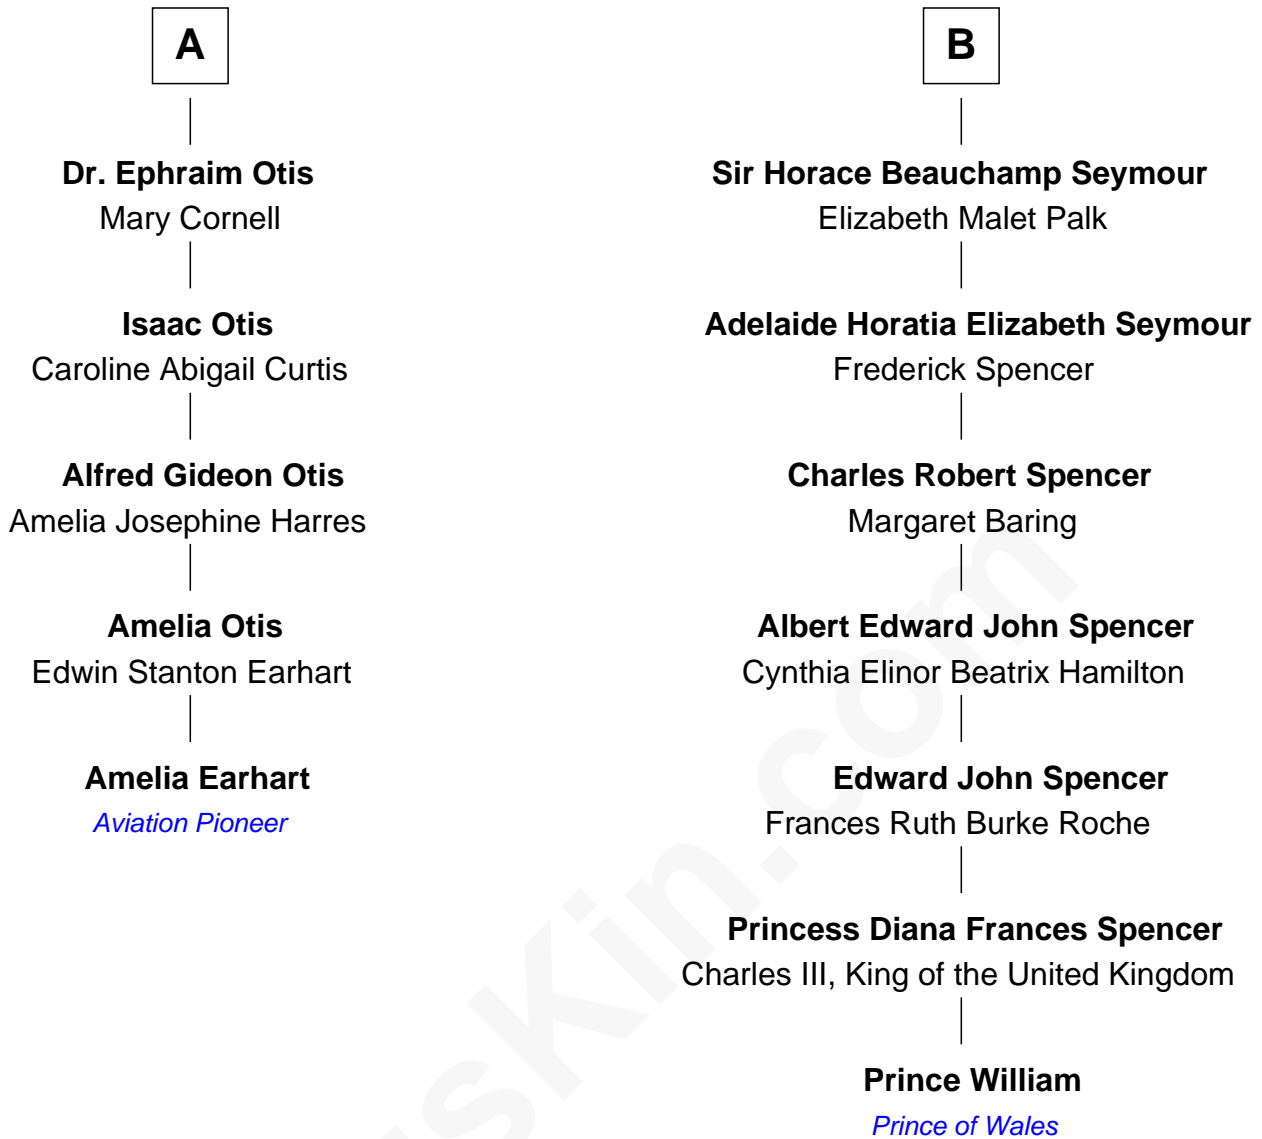 A
Dr. Ephraim Otis
Mary Cornell
Isaac Otis
Caroline Abigail Curtis
Alfred Gideon Otis
Amelia Josephine Harres
Amelia Otis
Edwin Stanton Earhart
Amelia Earhart
Aviation Pioneer
B
Sir Horace Beauchamp Seymour
Elizabeth Malet Palk
Adelaide Horatia Elizabeth Seymour
Frederick Spencer
Charles Robert Spencer
Margaret Baring
Albert Edward John Spencer
Cynthia Elinor Beatrix Hamilton
Edward John Spencer
Frances Ruth Burke Roche
Princess Diana Frances Spencer
Charles III, King of the United Kingdom
Prince William
Prince of Wales